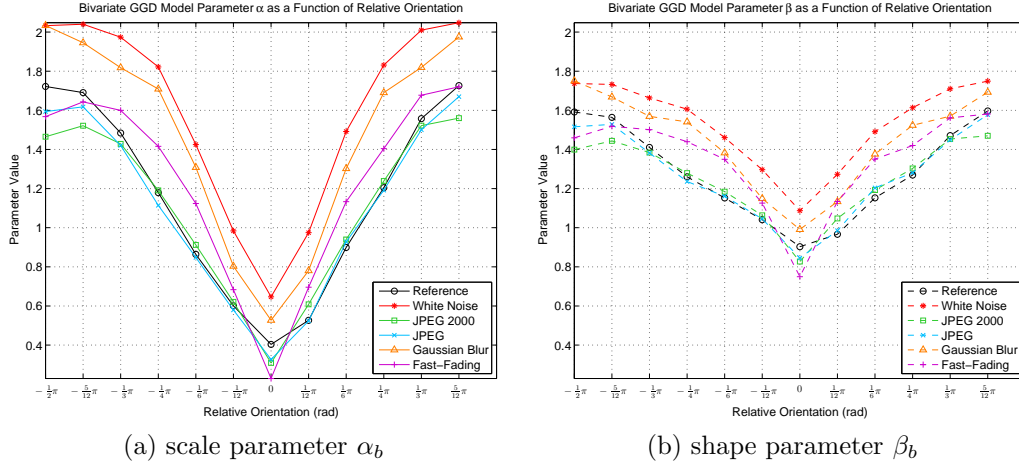 Bivariate GGD Model Parameter α as a Function of Relative Orientation
Parameter Value
2
1.8
1.6
1.4
1.2
1
0.8
0.6
0.4
Reference
White Noise
JPEG 2000
JPEG
Gaussian Blur
Fast−Fading
−1/2π −5/12π −1/3π −1/4π −1/6π −1/12π 0 1/12π 1/6π 1/4π 1/3π 5/12π
Relative Orientation (rad)
(a) scale parameter αb
Bivariate GGD Model Parameter β as a Function of Relative Orientation
Parameter Value
2
1.8
1.6
1.4
1.2
1
0.8
0.6
0.4
Reference
White Noise
JPEG 2000
JPEG
Gaussian Blur
Fast−Fading
−1/2π −5/12π −1/3π −1/4π −1/6π −1/12π 0 1/12π 1/6π 1/4π 1/3π 5/12π
Relative Orientation (rad)
(b) shape parameter βb